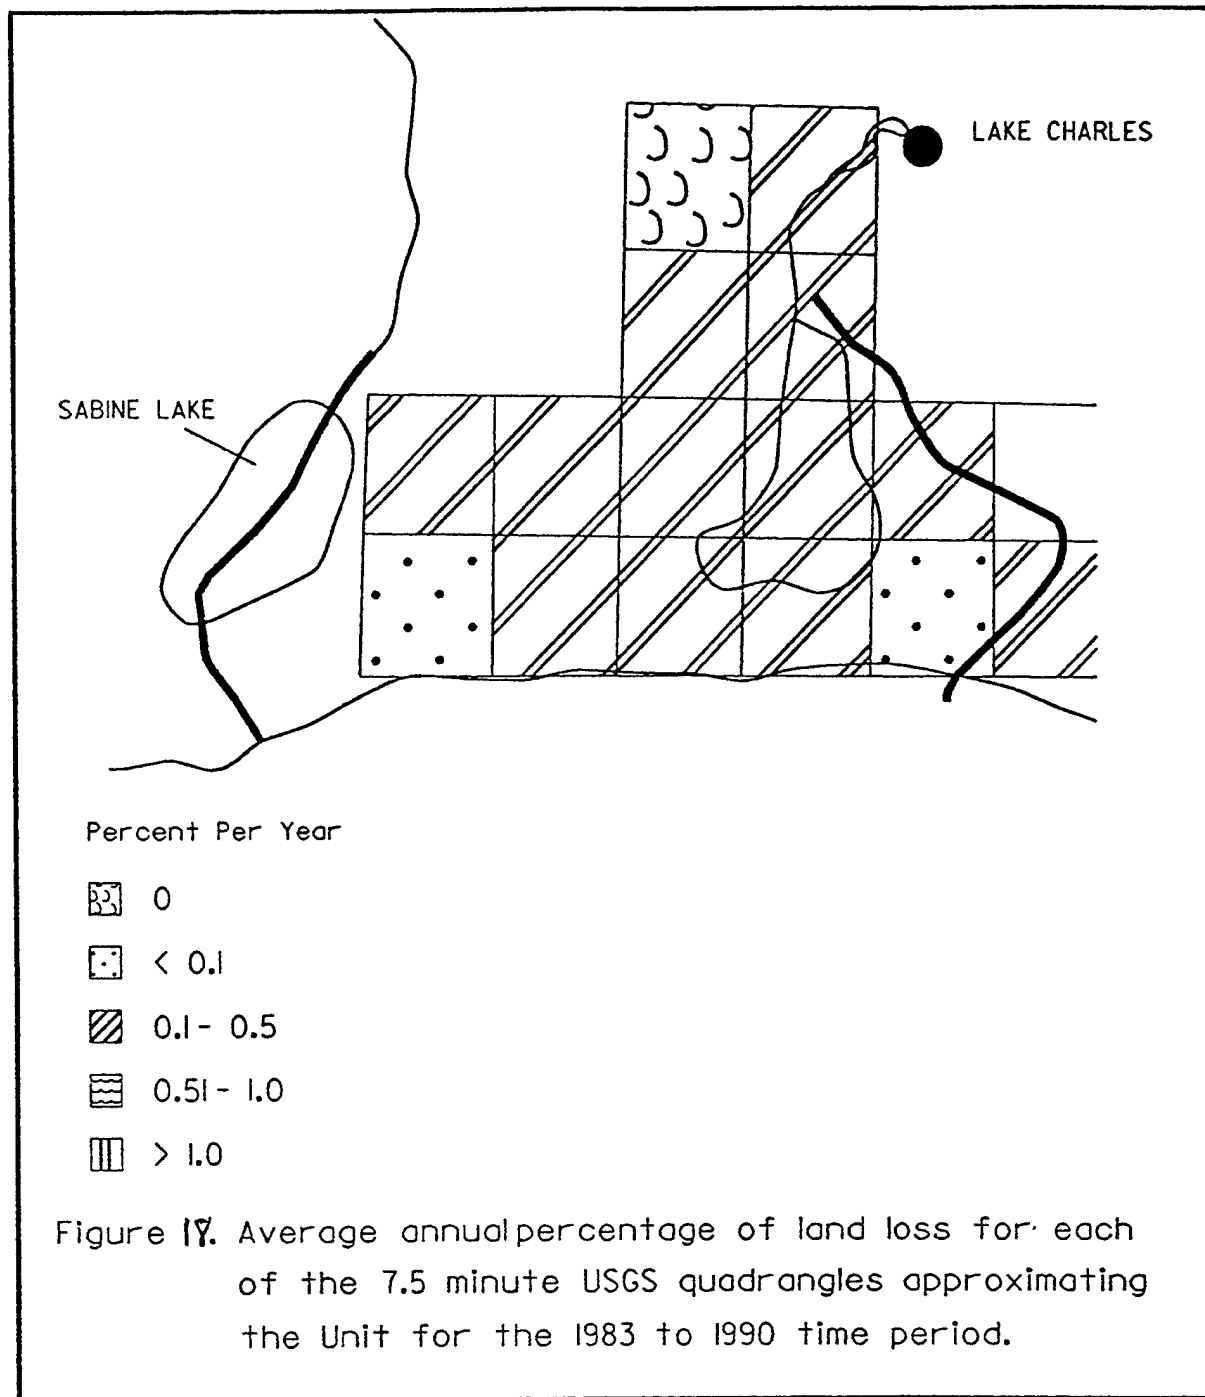 LAKE CHARLES
SABINE LAKE
Percent Per Year
0
< 0.1
0.1 - 0.5
0.51 - 1.0
> 1.0
Figure Average annual percentage of land loss for each
of the 7.5 minute USGS quadrangles approximating
the Unit for the 1983 to 1990 time period.